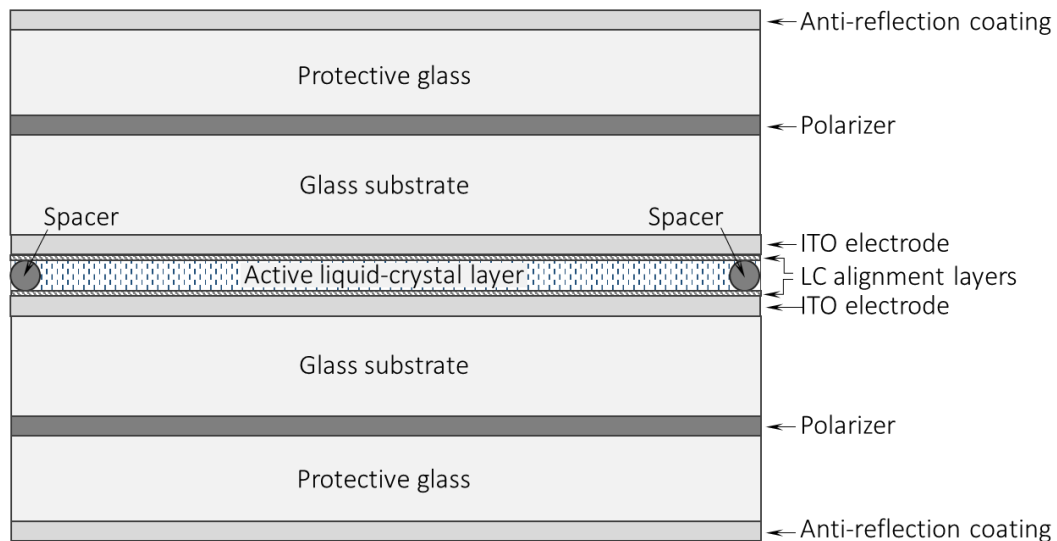 Anti-reflection coating
Protective glass
Polarizer
Glass substrate
Spacer
Spacer
ITO electrode
Active liquid-crystal layer
LC alignment layers
ITO electrode
Glass substrate
Polarizer
Protective glass
Anti-reflection coating